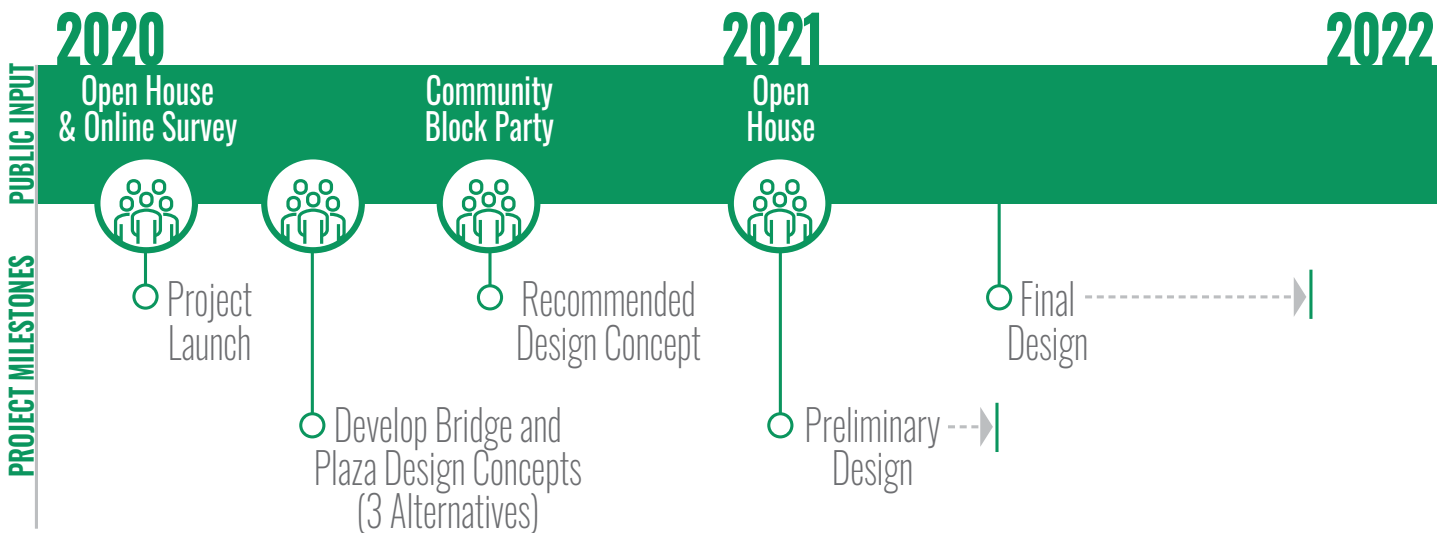 2020
2021
2022
PUBLIC INPUT
Open House
& Online Survey
Community
Block Party
Open
House
PROJECT MILESTONES
Project
Launch
Recommended
Design Concept
Final
Design
Develop Bridge and
Plaza Design Concepts
(3 Alternatives)
Preliminary
Design